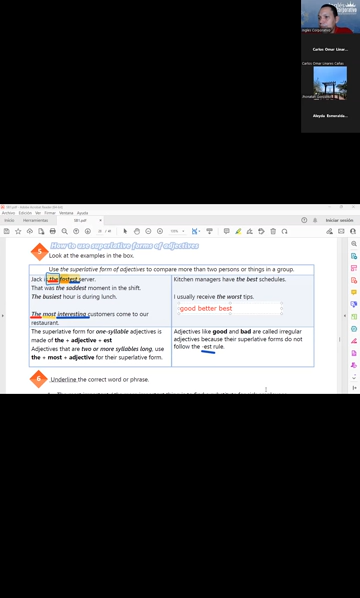 Inglés Corporativo
Carlos Omar Linar...
Carlos Omar Linares Cañas
Aleyda Esmeralda...
Archivo Edición Ver Firmar Ventana Ayuda
Inicio Herramientas
Iniciar sesión
5
How to use superlative forms of adjectives
Look at the examples in the box.
Use the superlative form of adjectives to compare more than two persons or things in a group.
Jack is the fastest server.
That was the saddest moment in the shift.
The busiest hour is during lunch.
The most interesting customers come to our
restaurant.
Kitchen managers have the best schedules.
I usually receive the worst tips.
good better best
The superlative form for one-syllable adjectives is
made of the + adjective + est
Adjectives that are two or more syllables long, use
the + most + adjective for their superlative form.
Adjectives like good and bad are called irregular
adjectives because their superlative forms do not
follow the -est rule.
6
Underline the correct word or phrase.